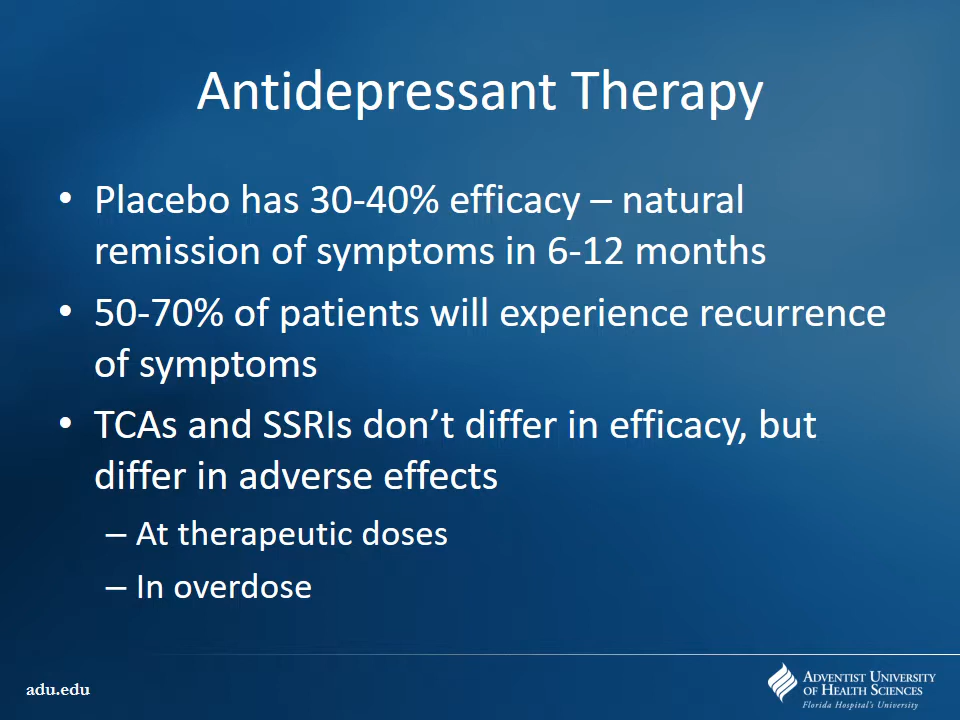 Antidepressant Therapy
• Placebo has 30-40% efficacy – natural
remission of symptoms in 6-12 months
• 50-70% of patients will experience recurrence
of symptoms
• TCAs and SSRIs don’t differ in efficacy, but
differ in adverse effects
– At therapeutic doses
– In overdose
adu.edu
Adventist University
of Health Sciences
Florida Hospital's University